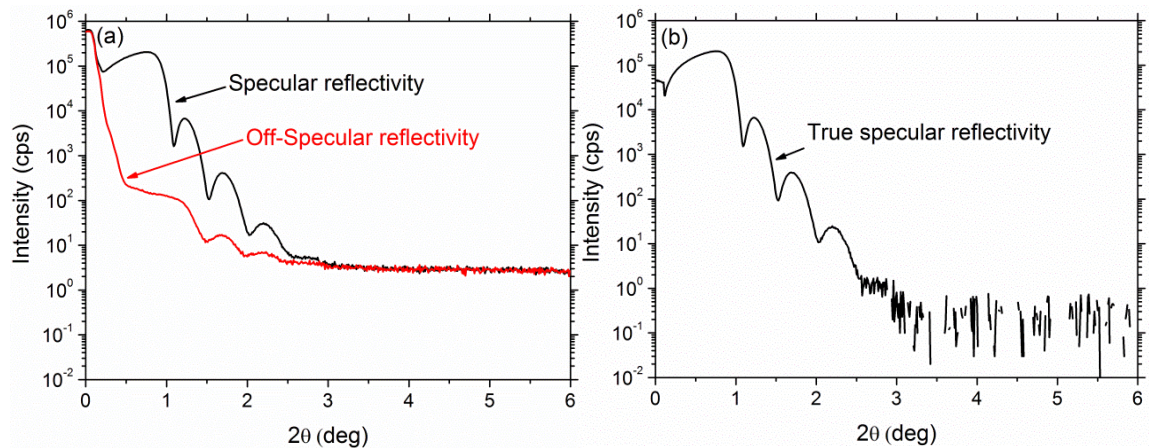 (a)
Specular reflectivity
Off-Specular reflectivity
Intensity (cps)
10^6
10^5
10^4
10^3
10^2
10^1
10^0
10^-1
10^-2
0 1 2 3 4 5 6
2θ (deg)
(b)
True specular reflectivity
Intensity (cps)
10^6
10^5
10^4
10^3
10^2
10^1
10^0
10^-1
10^-2
0 1 2 3 4 5 6
2θ (deg)